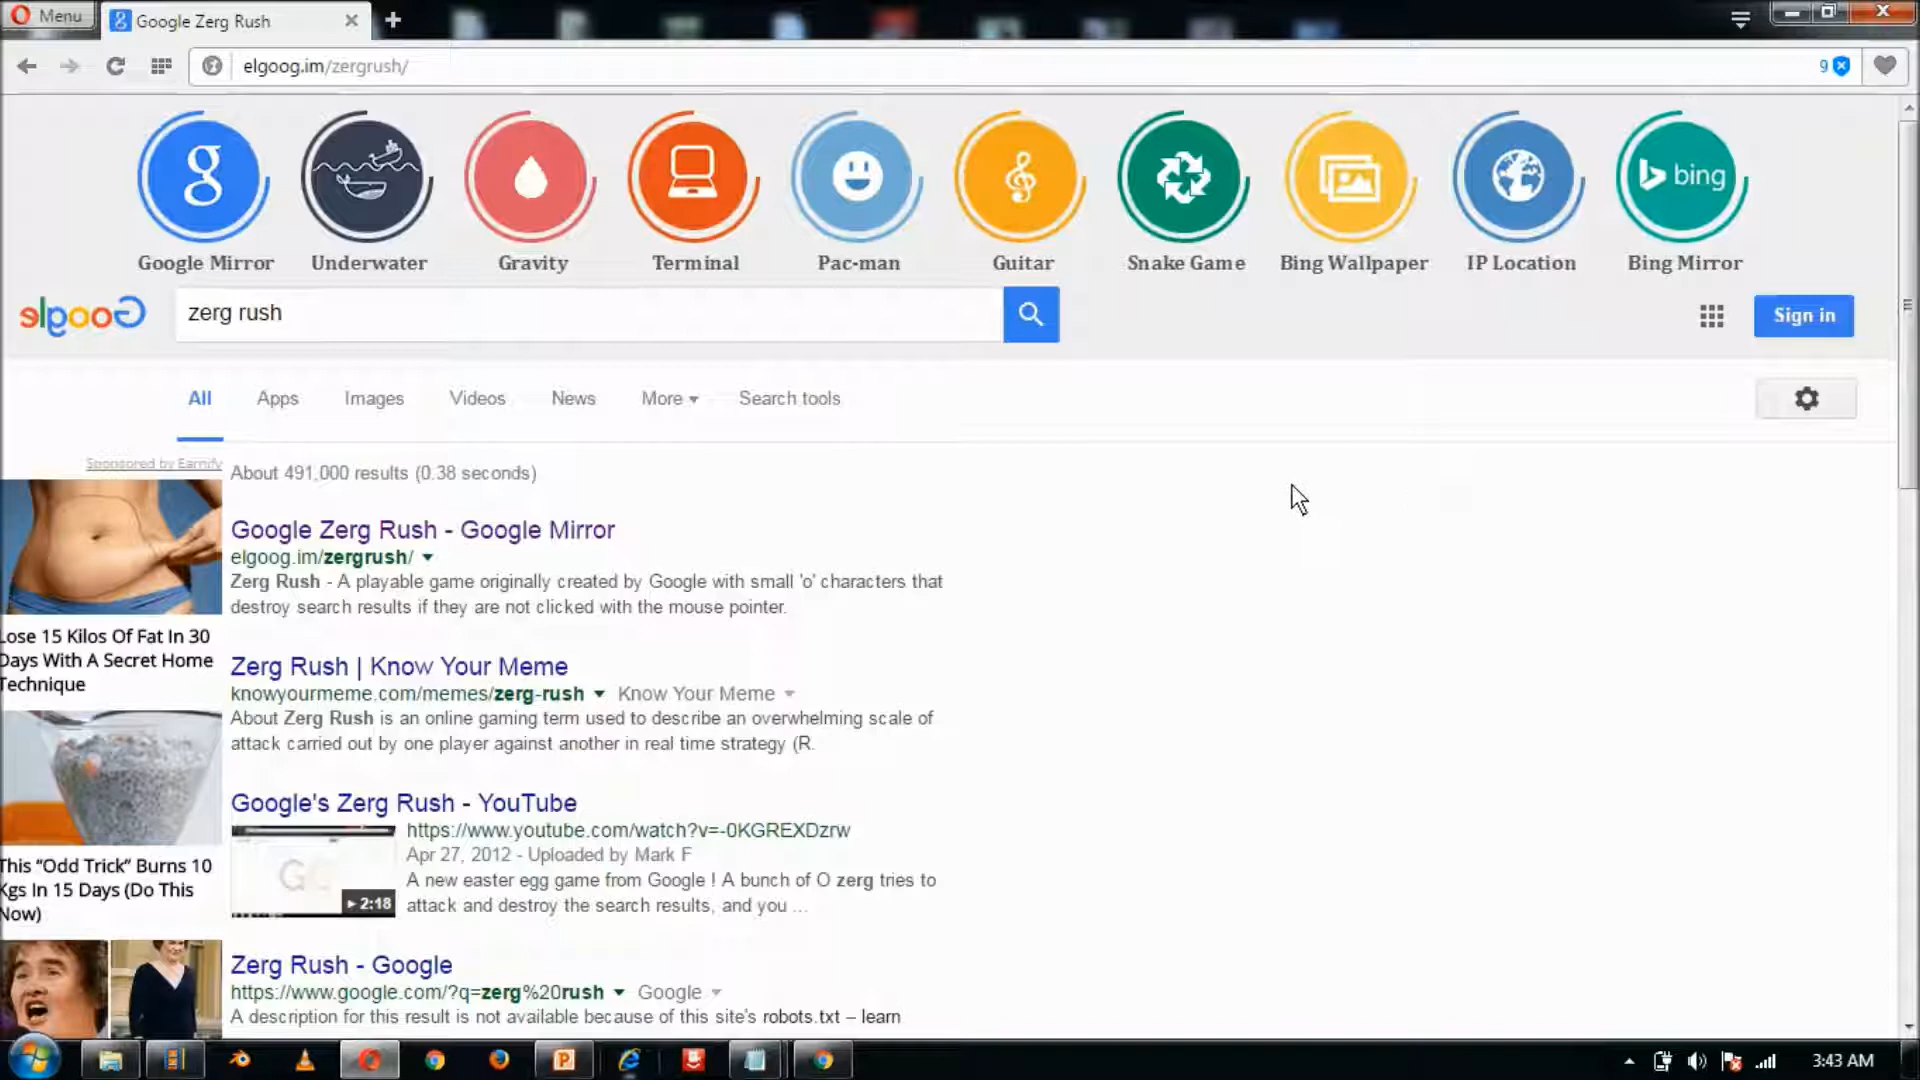 Menu
Google Zerg Rush
elgoog.im/zergrush/
9
g
bing
Google Mirror
Underwater
Gravity
Terminal
Pac-man
Guitar
Snake Game
Bing Wallpaper
IP Location
Bing Mirror
Google
zerg rush
Sign in
All
Apps
Images
Videos
News
More
Search tools
Sponsored by Earnify
About 491,000 results (0.38 seconds)
Google Zerg Rush - Google Mirror
elgoog.im/zergrush/
Zerg Rush - A playable game originally created by Google with small 'o' characters that
destroy search results if they are not clicked with the mouse pointer.
Lose 15 Kilos Of Fat In 30
Days With A Secret Home
Technique
Zerg Rush | Know Your Meme
knowyourmeme.com/memes/zerg-rush Know Your Meme
About Zerg Rush is an online gaming term used to describe an overwhelming scale of
attack carried out by one player against another in real time strategy (R.
This “Odd Trick” Burns 10
Kgs In 15 Days (Do This
Now)
Google's Zerg Rush - YouTube
https://www.youtube.com/watch?v=-0KGREXDzrw
Apr 27, 2012 - Uploaded by Mark F
A new easter egg game from Google ! A bunch of O zerg tries to
attack and destroy the search results, and you ...
2:18
Zerg Rush - Google
https://www.google.com/?q=zerg%20rush Google
A description for this result is not available because of this site's robots.txt – learn
3:43 AM